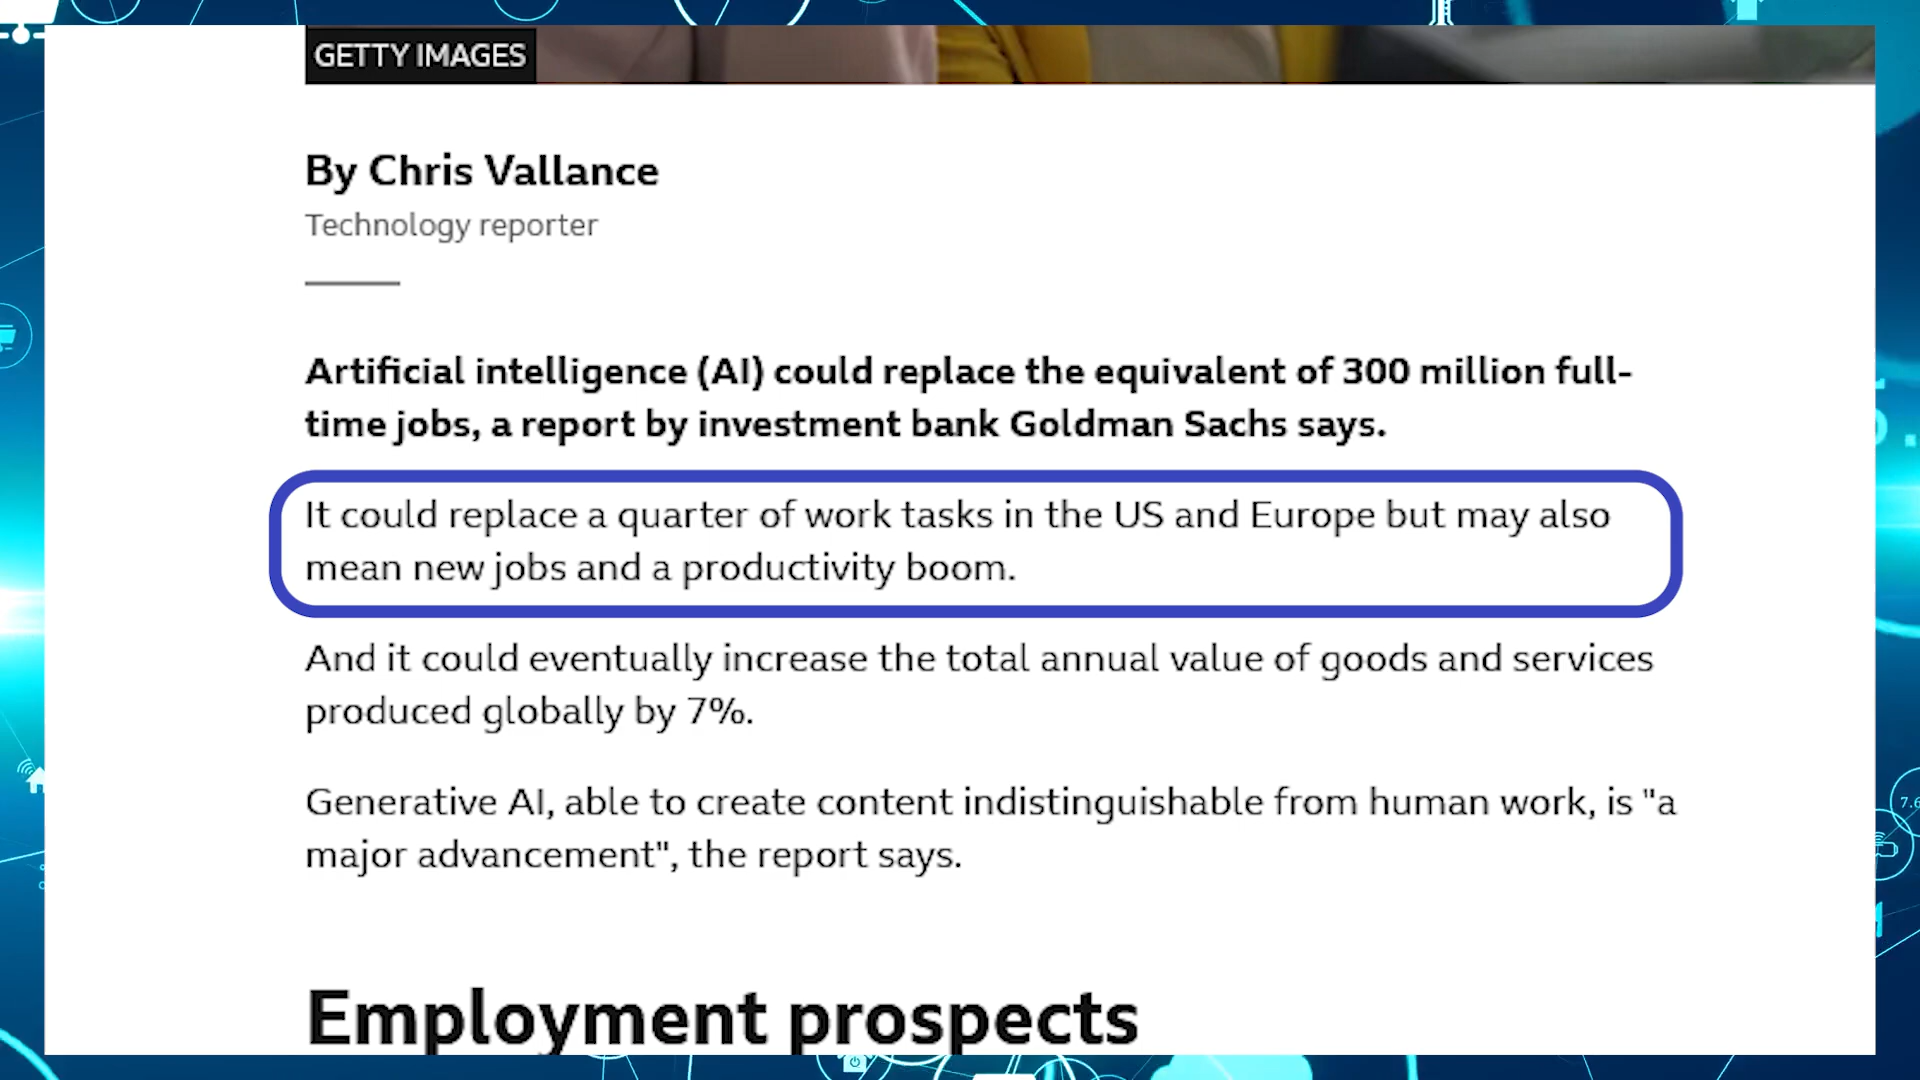 GETTY IMAGES
By Chris Vallance
Technology reporter
Artificial intelligence (AI) could replace the equivalent of 300 million full-
time jobs, a report by investment bank Goldman Sachs says.
It could replace a quarter of work tasks in the US and Europe but may also
mean new jobs and a productivity boom.
And it could eventually increase the total annual value of goods and services
produced globally by 7%.
Generative AI, able to create content indistinguishable from human work, is "a
major advancement", the report says.
Employment prospects